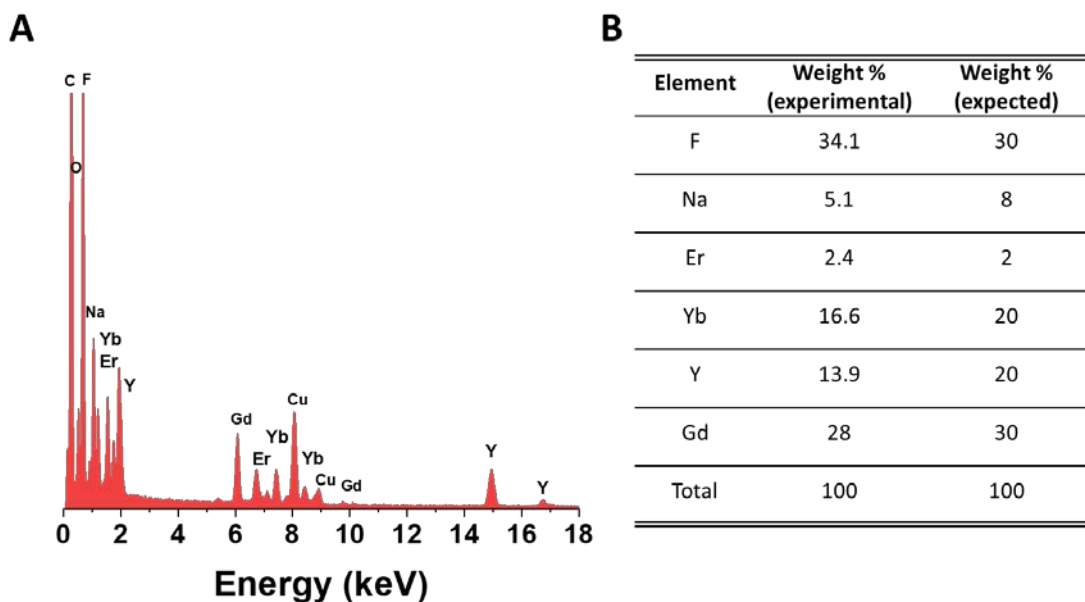 A
C F
O
Na
Yb
Er
Y
Gd
Er
Yb
Cu
Yb
Cu
Gd
Y
Y
0 2 4 6 8 10 12 14 16 18
Energy (keV)
B
Element Weight % (experimental) Weight % (expected)
F 34.1 30
Na 5.1 8
Er 2.4 2
Yb 16.6 20
Y 13.9 20
Gd 28 30
Total 100 100